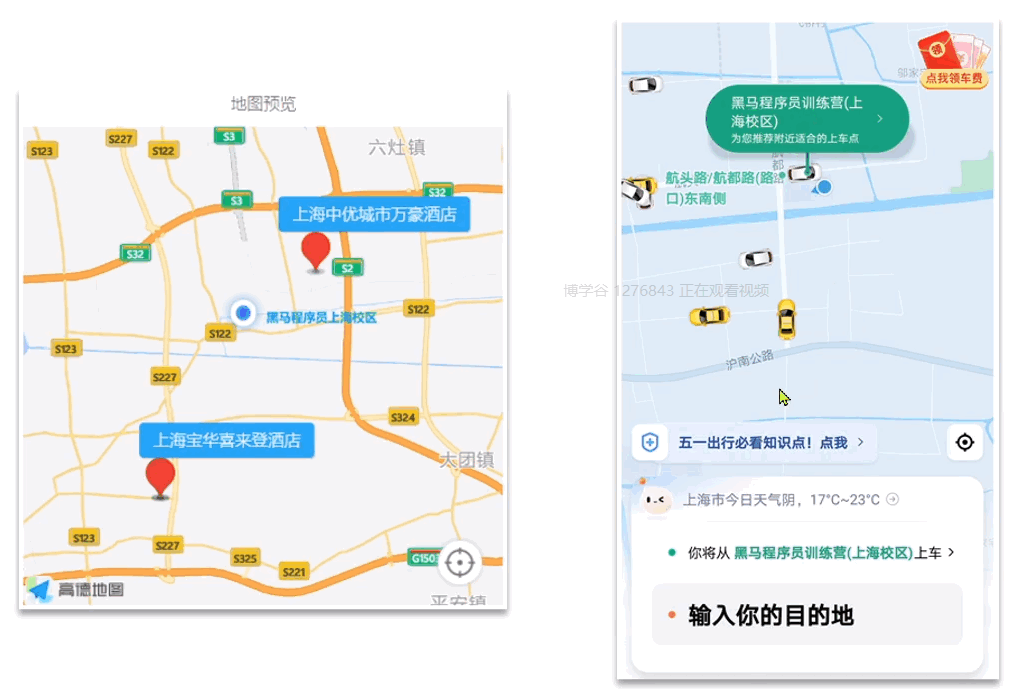 地图预览
S3
六灶镇
S227
S123
S122
S32
S3
上海中优城市万豪酒店
S32
S2
S122
黑马程序员上海校区
S122
S123
S227
S324
上海宝华喜来登酒店
大团镇
S123
S227
S325
G1503
S221
高德地图
平安镇
领
点我领车费
黑马程序员训练营(上
海校区)
为您推荐附近适合的上车点
航都路
航头路/航都路(路
口)东南侧
博学谷 1276843 正在观看视频
沪南公路
五一出行必看知识点！点我
上海市今日天气阴，17°C~23°C
你将从 黑马程序员训练营(上海校区)上车
输入你的目的地